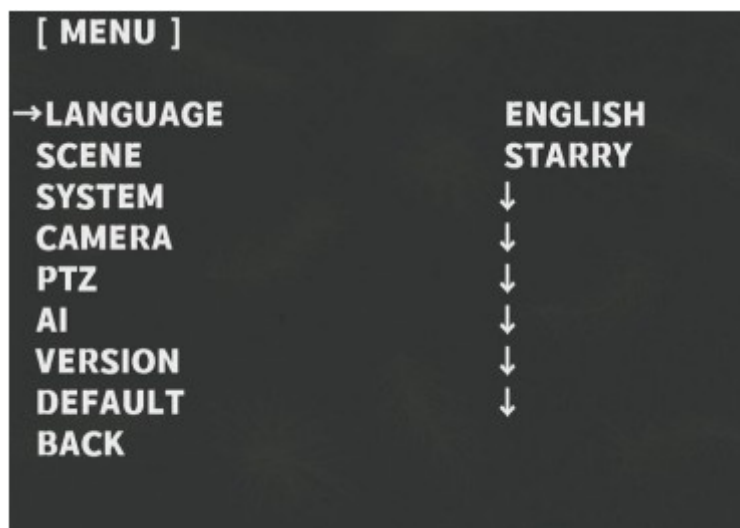 [ MENU ]
→LANGUAGE ENGLISH
SCENE STARRY
SYSTEM ↓
CAMERA ↓
PTZ ↓
AI ↓
VERSION ↓
DEFAULT ↓
BACK